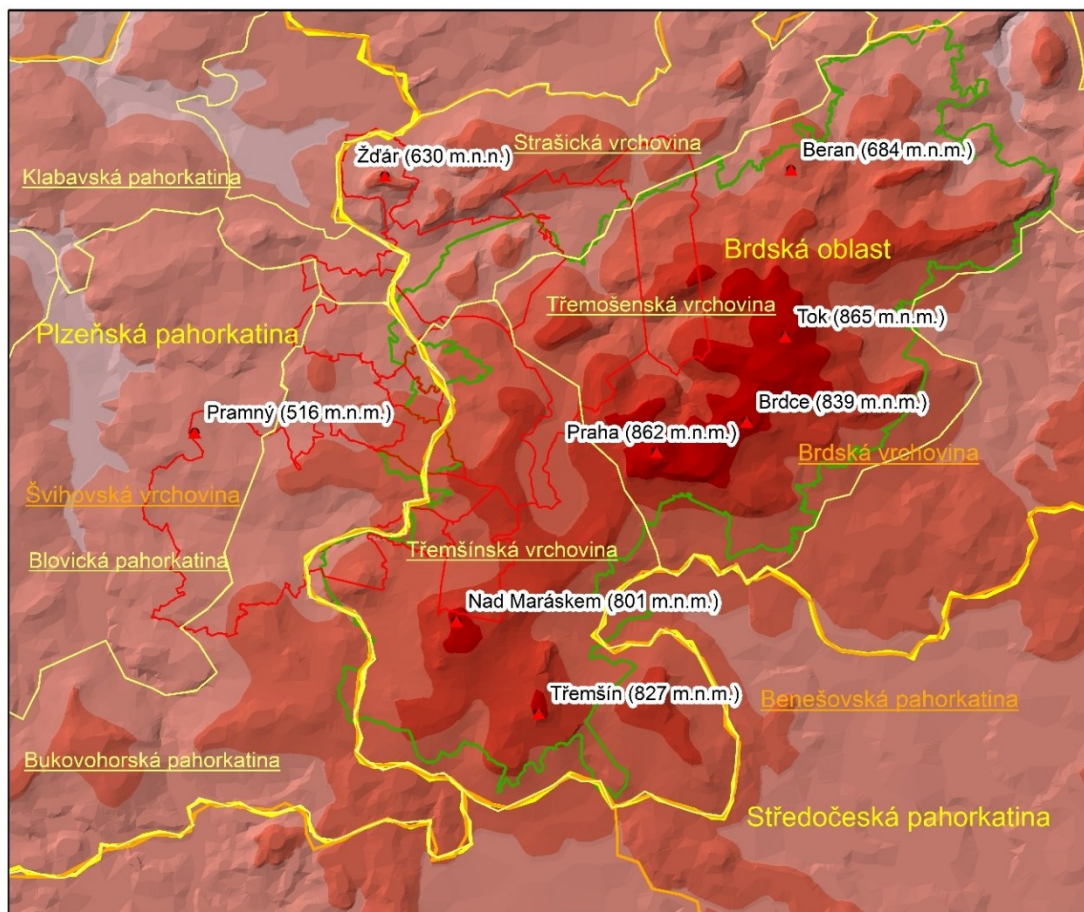 Strašická vrchovina
Beran (684 m.n.m.)
Žďár (630 m.n.n.)
Klabavská pahorkatina
Brdská oblast
Třemošenská vrchovina
Tok (865 m.n.m.)
Plzeňská pahorkatina
Brdce (839 m.n.m.)
Pramný (516 m.n.m.)
Praha (862 m.n.m.)
Brdská vrchovina
Švihovská vrchovina
Třemšínská vrchovina
Blovická pahorkatina
Nad Maráskem (801 m.n.m.)
Třemšín (827 m.n.m.)
Benešovská pahorkatina
Bukovohorská pahorkatina
Středočeská pahorkatina